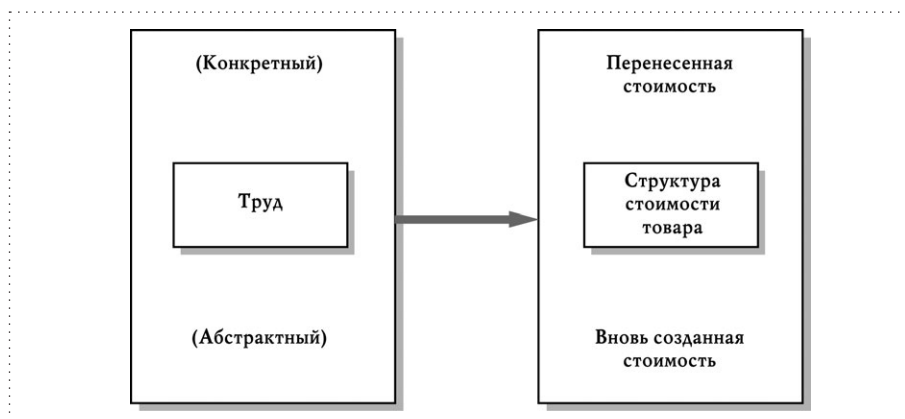 (Конкретный)
Труд
(Абстрактный)
Перенесенная
стоимость
Структура
стоимости
товара
Вновь созданная
стоимость